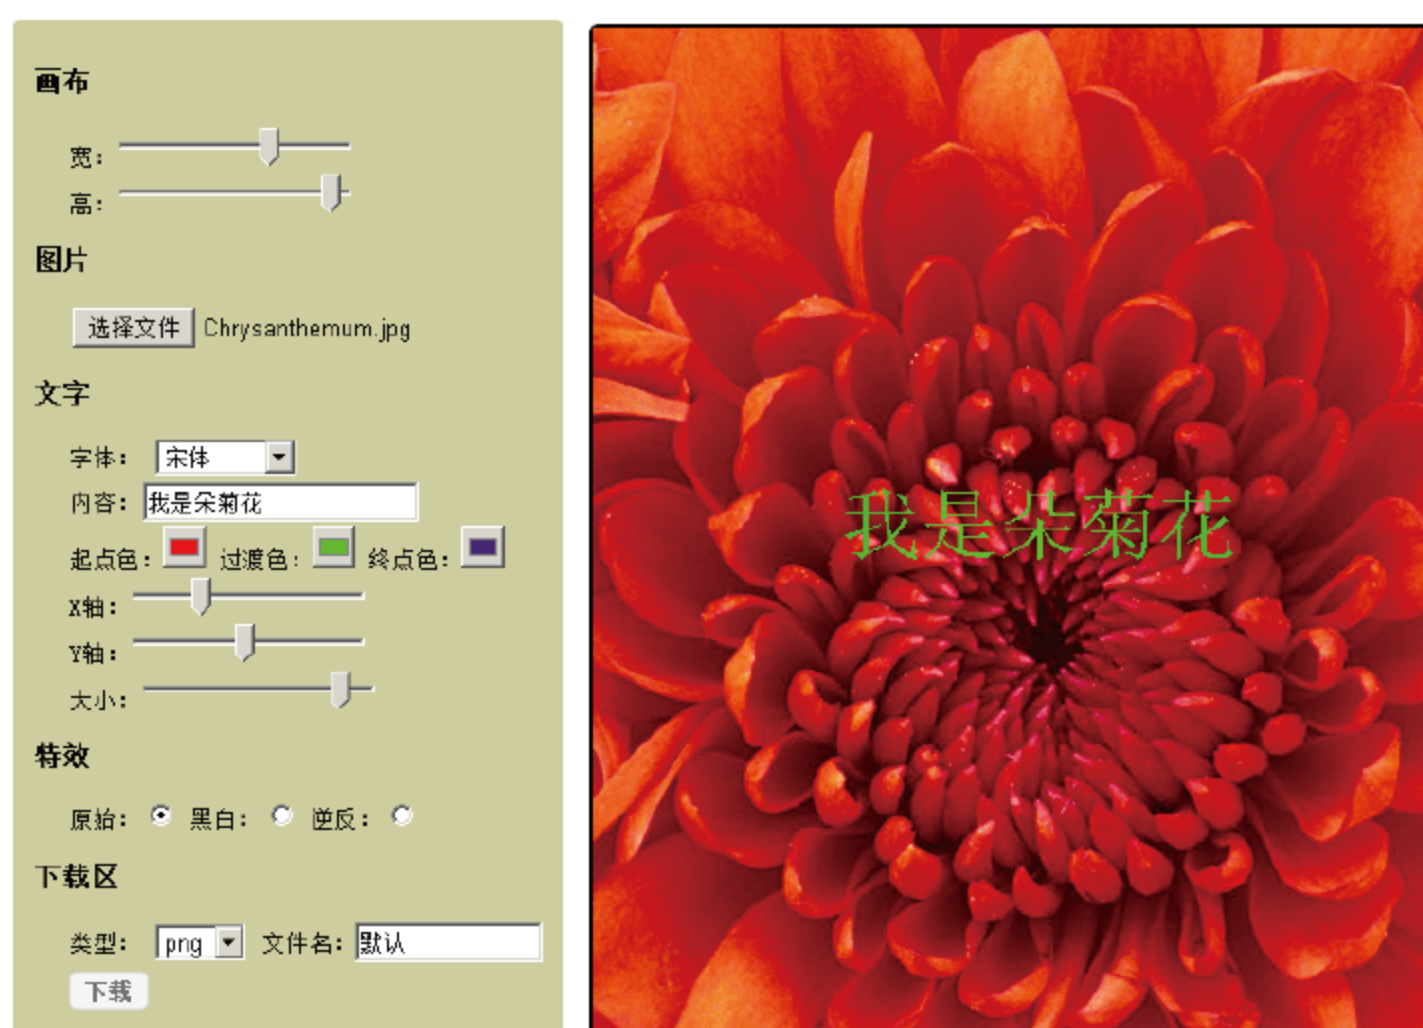 画布
宽：
高：
图片
选择文件 Chrysanthemum.jpg
文字
字体： 宋体
内容： 我是朵菊花
起点色： 过渡色： 终点色：
X轴：
Y轴：
大小：
特效
原始： 黑白： 逆反：
下载区
类型： png 文件名： 默认
下载
我是朵菊花